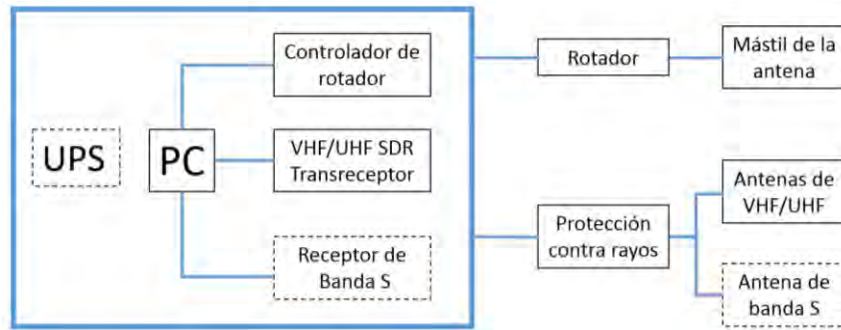 Controlador de
rotador
Rotador
Mástil de la
antena
UPS
PC
VHF/UHF SDR
Transreceptor
Antenas de
VHF/UHF
Protección
contra rayos
Receptor de
Banda S
Antena de
banda S